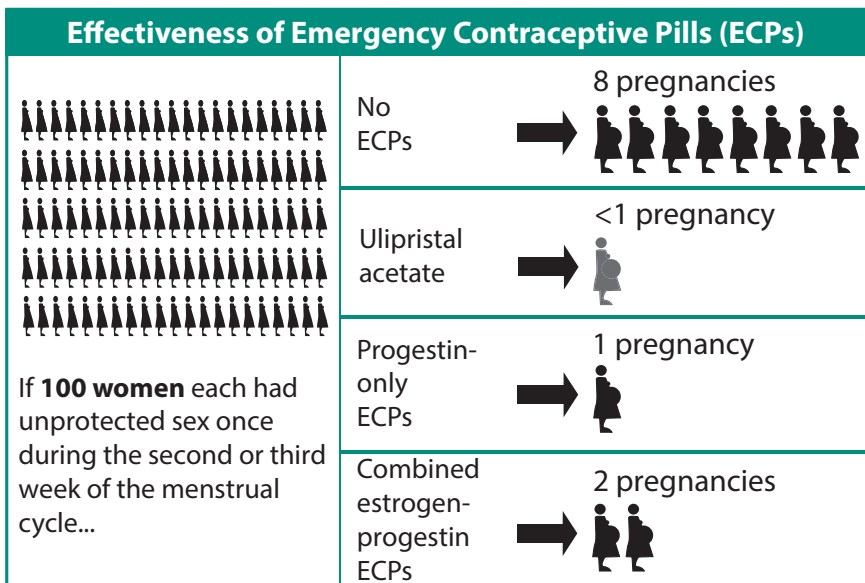 Effectiveness of Emergency Contraceptive Pills (ECPs)
If 100 women each had
unprotected sex once
during the second or third
week of the menstrual
cycle...
No
ECPs
8 pregnancies
Ulipristal
acetate
<1 pregnancy
Progestin-
only
ECPs
1 pregnancy
Combined
estrogen-
progestin
ECPs
2 pregnancies